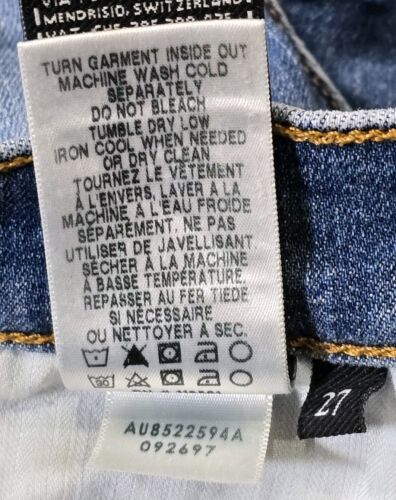 MENDRISIO, SWITZERLAND
TURN GARMENT INSIDE OUT
MACHINE WASH COLD
SEPARATELY
DO NOT BLEACH
TUMBLE DRY LOW
IRON COOL WHEN NEEDED
OR DRY CLEAN
TOURNEZ LE VÊTEMENT
À L'ENVERS, LAVER À LA
MACHINE À L'EAU FROIDE
SÉPARÉMENT, NE PAS
UTILISER DE JAVELLISANT
SÉCHER À LA MACHINE
À BASSE TEMPÉRATURE.
REPASSER AU FER TIÈDE
SI NÉCESSAIRE
OU NETTOYER À SEC.
AU8522594A
092697
27